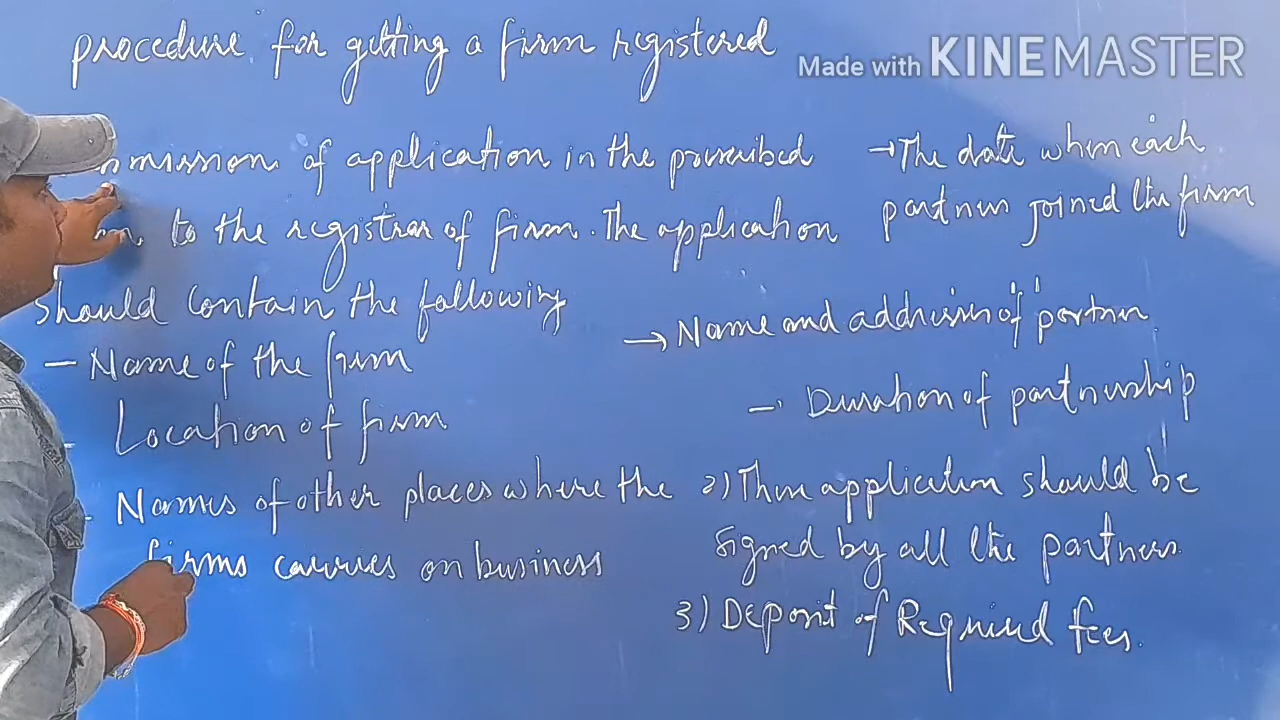 procedure for getting a firm registered
Made with KINEMASTER
mission of application in the prescribed
to the registrar of firm. The application
should contain the following
– Name of the firm
- Location of firm
- Names of other places where the
firms carries on business
→ The date when each
partner joined the firm
→ Name and addresses of partner
– Duration of partnership
2) The application should be
signed by all the partners.
3) Deposit of Required fees.